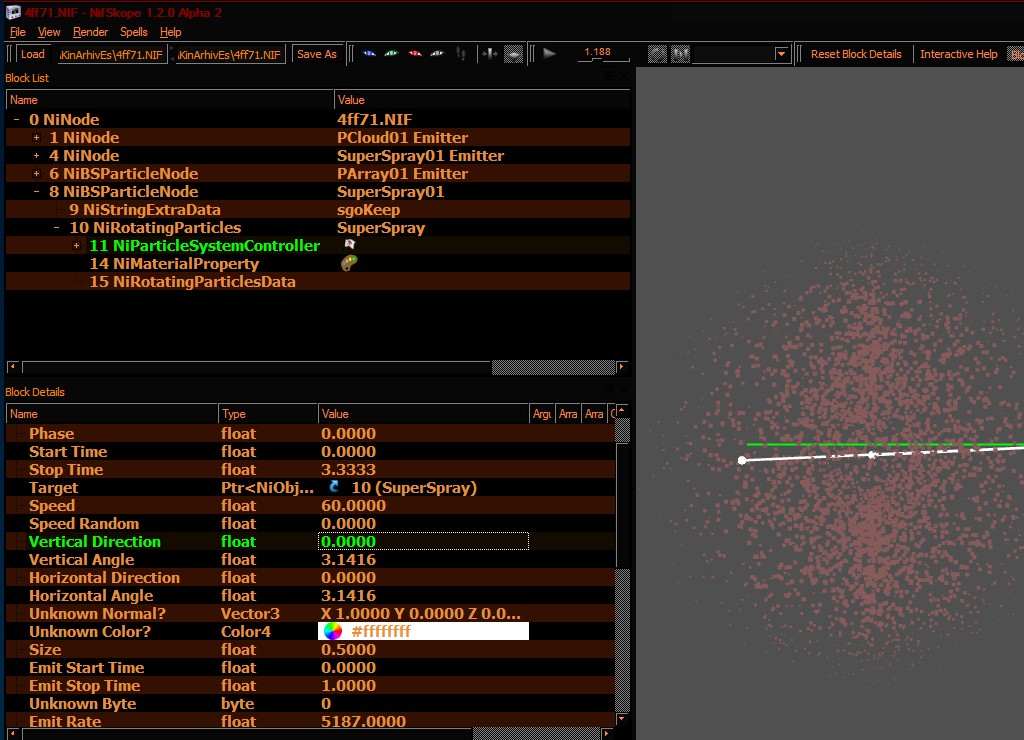 4ff71.NIF - NifSkope 1.2.0 Alpha 2
File View Render Spells Help
Load KinArhivEs\4ff71.NIF KinArhivEs\4ff71.NIF Save As 1.188 Reset Block Details Interactive Help
Block List
Name Value
- 0 NiNode 4ff71.NIF
+ 1 NiNode PCloud01 Emitter
+ 4 NiNode SuperSpray01 Emitter
+ 6 NiBSParticleNode PArray01 Emitter
- 8 NiBSParticleNode SuperSpray01
9 NiStringExtraData sgoKeep
- 10 NiRotatingParticles SuperSpray
+ 11 NiParticleSystemController
14 NiMaterialProperty
15 NiRotatingParticlesData
Block Details
Name Type Value Argu Arra Arra
Phase float 0.0000
Start Time float 0.0000
Stop Time float 3.3333
Target Ptr<NiObj... 10 (SuperSpray)
Speed float 60.0000
Speed Random float 0.0000
Vertical Direction float 0.0000
Vertical Angle float 3.1416
Horizontal Direction float 0.0000
Horizontal Angle float 3.1416
Unknown Normal? Vector3 X 1.0000 Y 0.0000 Z 0.0...
Unknown Color? Color4 #ffffffff
Size float 0.5000
Emit Start Time float 0.0000
Emit Stop Time float 1.0000
Unknown Byte byte 0
Emit Rate float 5187.0000